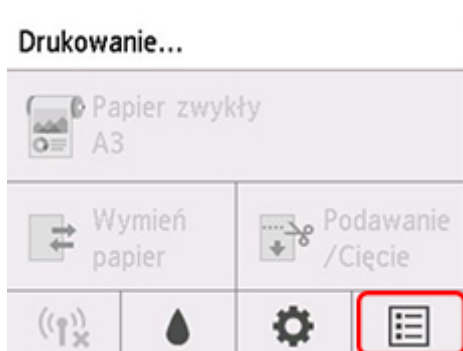 Drukowanie...
Papier zwykły
A3
Wymień
papier
Podawanie
/Cięcie